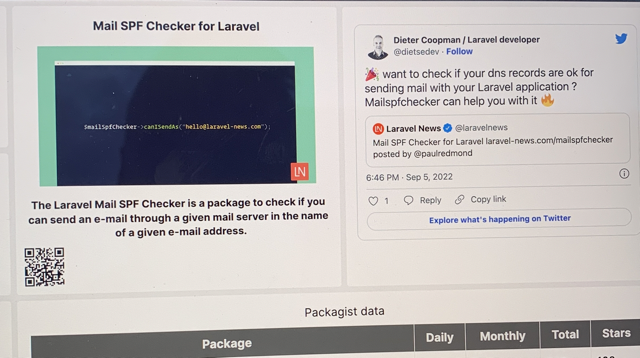 Mail SPF Checker for Laravel
$mailSpfChecker->canISendAs("hello@laravel-news.com");
LN
The Laravel Mail SPF Checker is a package to check if you
can send an e-mail through a given mail server in the name
of a given e-mail address.
Dieter Coopman / Laravel developer
@dietsedev · Follow
🎉 want to check if your dns records are ok for
sending mail with your Laravel application ?
Mailspfchecker can help you with it 🔥
LN Laravel News @laravelnews
Mail SPF Checker for Laravel laravel-news.com/mailspfchecker
posted by @paulredmond
6:46 PM · Sep 5, 2022
1 Reply Copy link
Explore what's happening on Twitter
Packagist data
Package Daily Monthly Total Stars